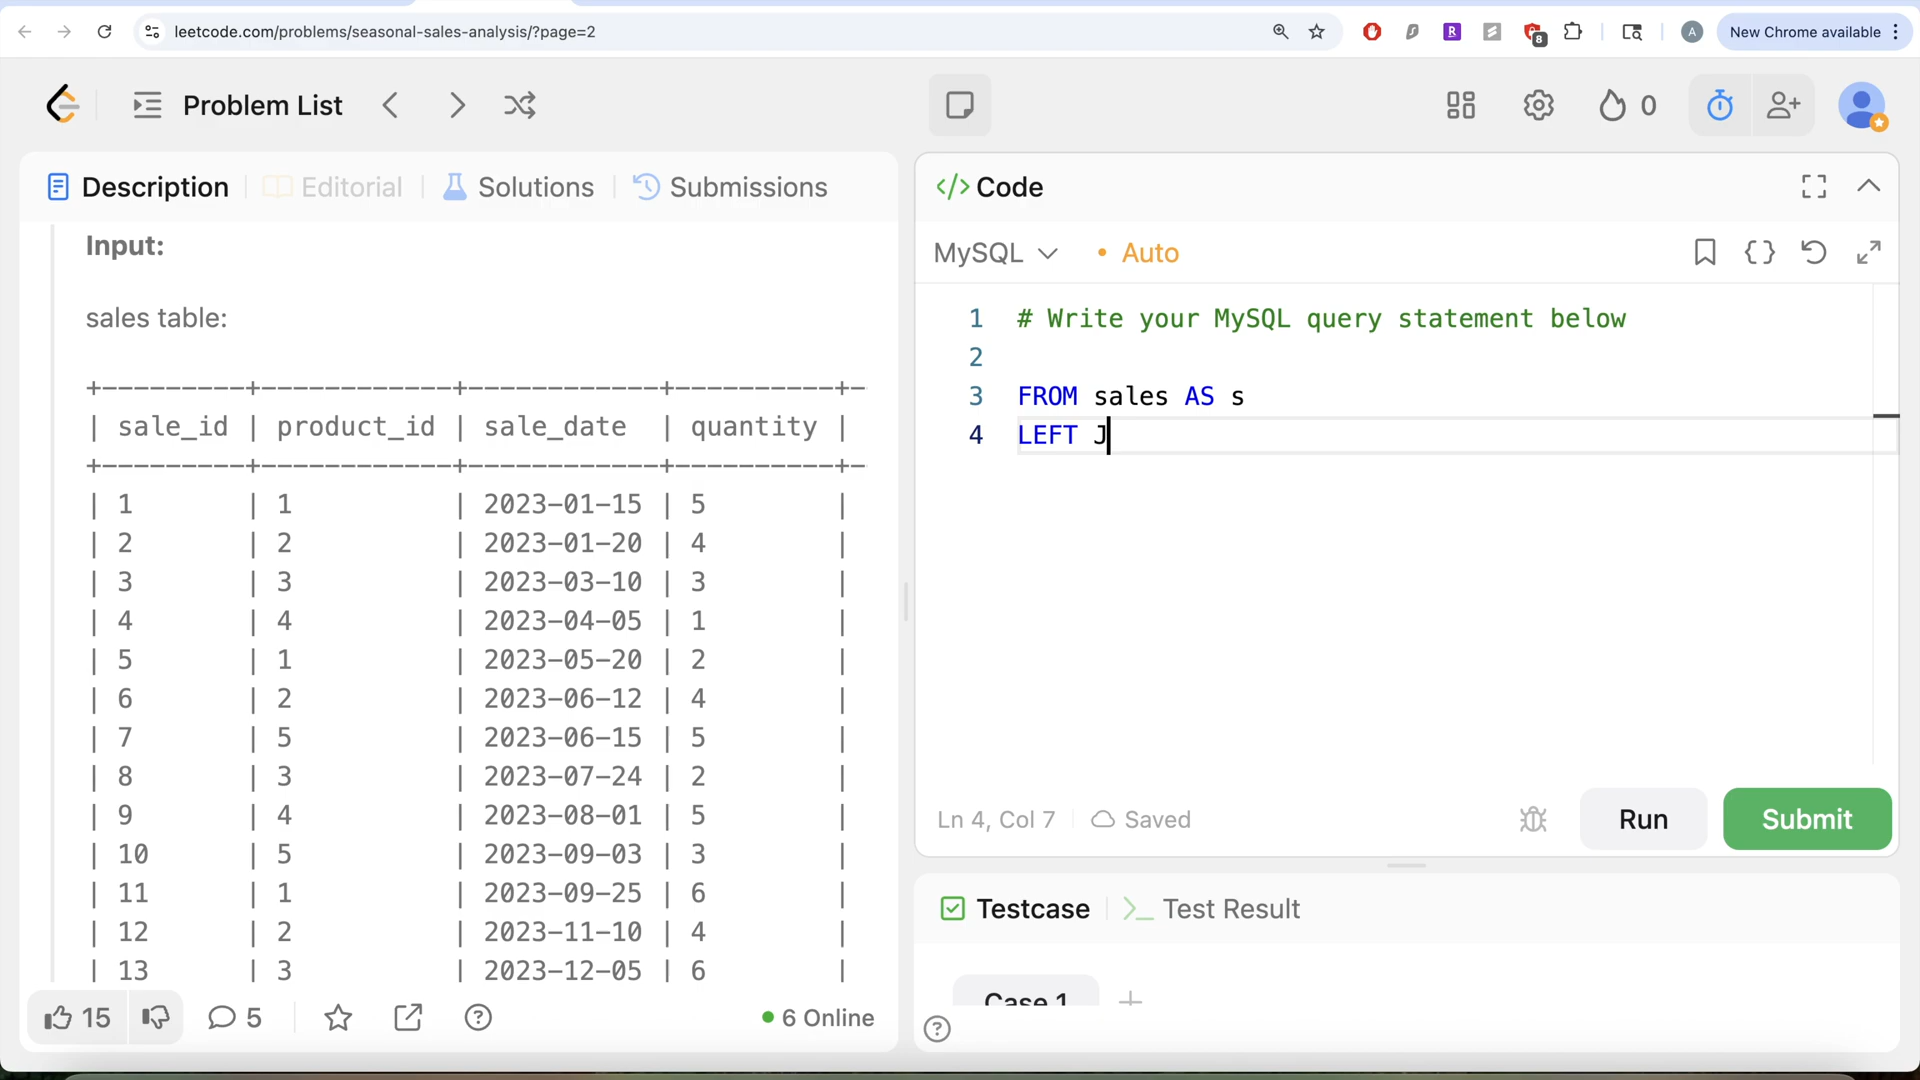 leetcode.com/problems/seasonal-sales-analysis/?page=2
8
A
New Chrome available
Problem List
0
Description
Editorial
Solutions
Submissions
Input:
sales table:
+---------+------------+------------+----------+-
| sale_id | product_id | sale_date | quantity |
+---------+------------+------------+----------+-
| 1 | 1 | 2023-01-15 | 5 |
| 2 | 2 | 2023-01-20 | 4 |
| 3 | 3 | 2023-03-10 | 3 |
| 4 | 4 | 2023-04-05 | 1 |
| 5 | 1 | 2023-05-20 | 2 |
| 6 | 2 | 2023-06-12 | 4 |
| 7 | 5 | 2023-06-15 | 5 |
| 8 | 3 | 2023-07-24 | 2 |
| 9 | 4 | 2023-08-01 | 5 |
| 10 | 5 | 2023-09-03 | 3 |
| 11 | 1 | 2023-09-25 | 6 |
| 12 | 2 | 2023-11-10 | 4 |
| 13 | 3 | 2023-12-05 | 6 |
15
5
6 Online
</> Code
MySQL
Auto
1 # Write your MySQL query statement below
2
3 FROM sales AS s
4 LEFT J
Ln 4, Col 7
Saved
Run
Submit
Testcase
>_ Test Result
Case 1
+